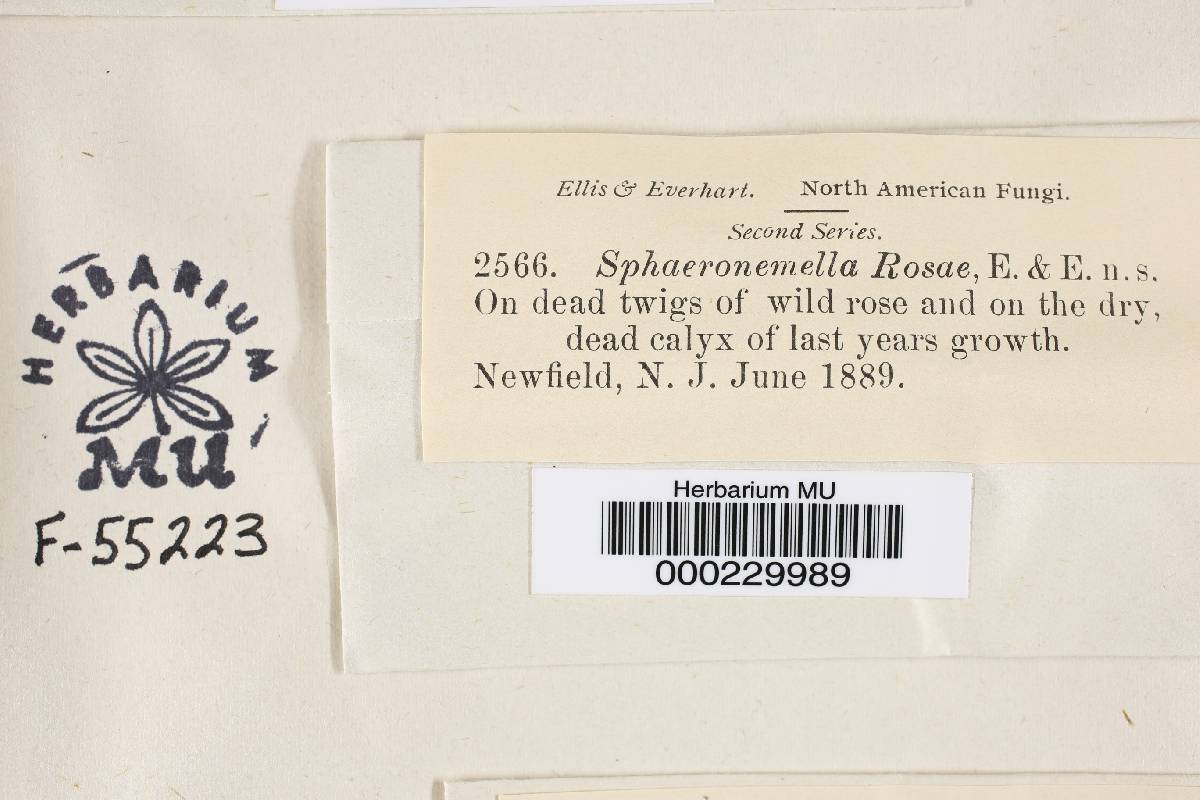 Ellis & Everhart. North American Fungi.
Second Series.
2566. Sphaeronemella Rosae, E. & E. n. s.
On dead twigs of wild rose and on the dry,
dead calyx of last years growth.
Newfield, N. J. June 1889.
HERBARIUM
MU
F-55223
Herbarium MU
000229989